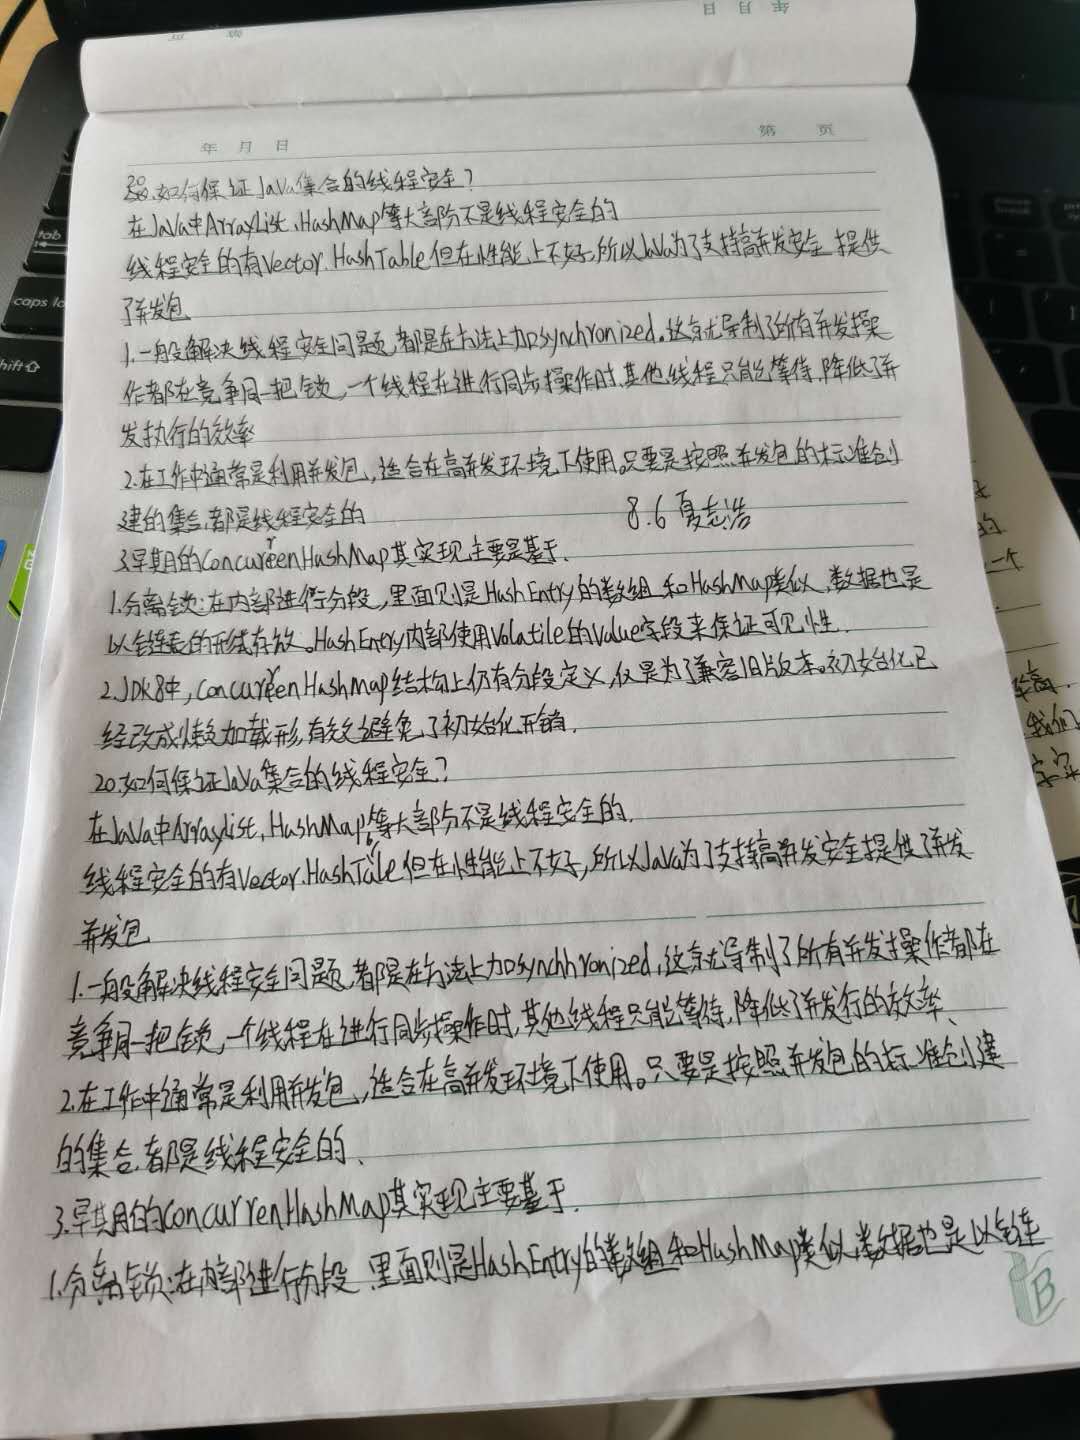 年 月 日
第 页
年 月 日
第 页
20.如何保证Java集合的线程安全?
在Java中ArrayList、HashMap等大部份不是线程安全的
线程安全的有Vector.HashTable但在性能上不好,所以Java为了支持高并发安全 提供
了并发包
1.一般解决线程安全问题,都是在方法上加synchronized。这就导制了所有并发操
作都在竞争同一把锁,一个线程在进行同步操作时,其他线程只能等待,降低了并
发执行的效率
2.在工作中通常是利用并发包,适合在高并发环境下使用。只要是按照并发包的标准创
建的集合,都是线程安全的
8.6 夏志浩
3.早期的ConcurrenHashMap其实现主要是基于.
1.分离锁:在内部进行分段,里面则是HashEntry的数组和HashMap类似,数据也是
以链表的形式存放。HashEntry内部使用Volatile的Value字段来保证可见性.
2.JDK8中,ConcurrenHashMap结构上仍有分段定义,仅是为了兼容旧版本。初始化已
经改成懒加载形,有效避免了初始化开销.
20.如何保证Java集合的线程安全?
在Java中ArrayList,HashMap等大部分不是线程安全的.
线程安全的有Vector.HashTable但在性能上不好,所以Java为了支持高并发安全提供了并发
并发包
1.一般解决线程安全问题,都是在方法上加synchhronized,这就导制了所有并发操作都在
竞争同一把锁,一个线程在进行同步操作时,其他线程只能等待,降低了并发行的效率、
2.在工作中通常是利用并发包,适合在高并发环境下使用。只要是按照并发包的标准创建
的集合,都是线程安全的、
3.早其用的ConcurrenHashMap其实现主要基于.
1.分离锁:在内部进行分段,里面则是HashEntry的数组和HashMap类似,数据也是以链
B